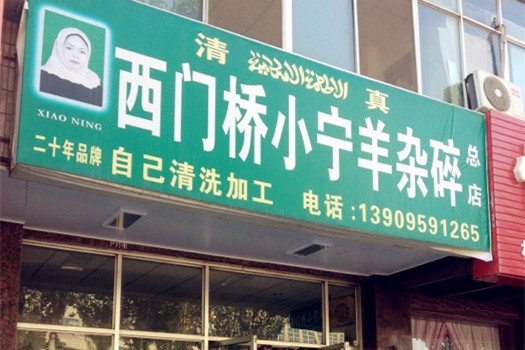 清 真
西门桥小宁羊杂碎 总店
XIAO NING
二十年品牌 自己清洗加工 电话:13909591265